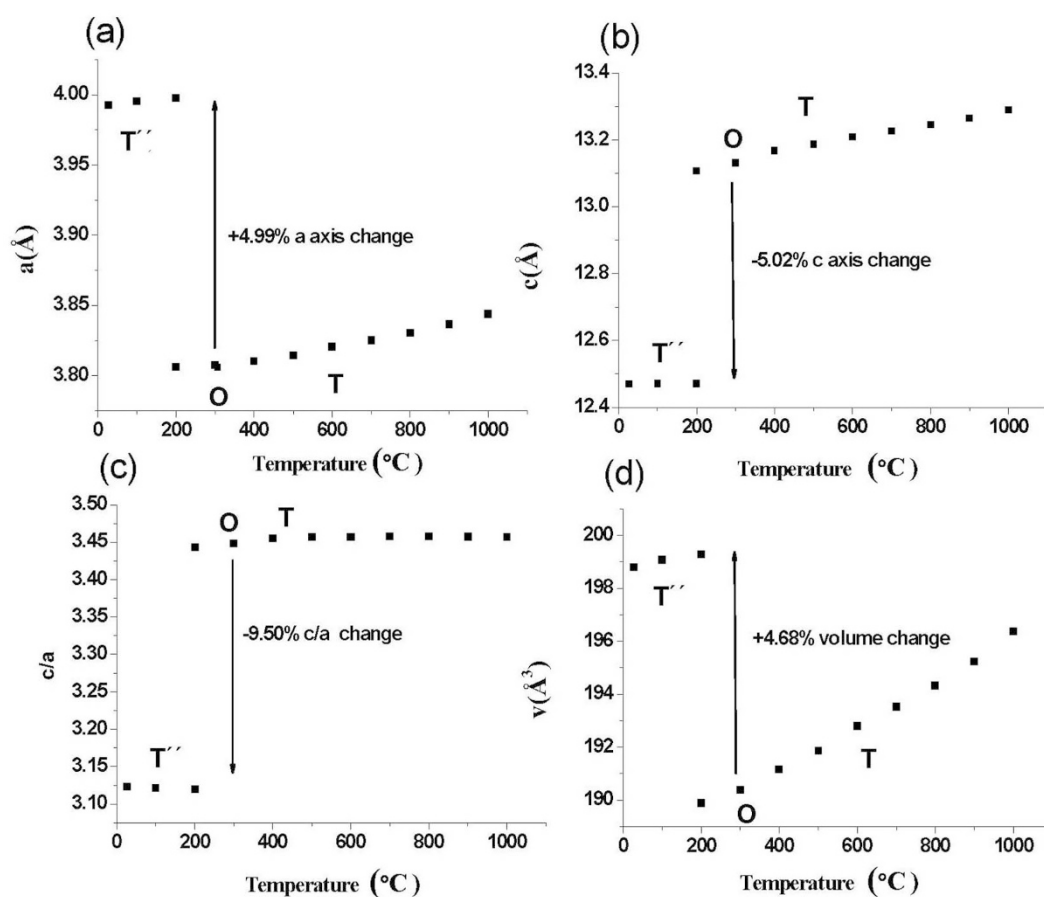 (a)
4.00
3.95
3.90
3.85
3.80
a(Å)
T´´
+4.99% a axis change
O
T
0 200 400 600 800 1000
Temperature (°C)
(b)
13.4
13.2
13.0
12.8
12.6
12.4
c(Å)
T
O
-5.02% c axis change
T´´
0 200 400 600 800 1000
Temperature (°C)
(c)
3.50
3.45
3.40
3.35
3.30
3.25
3.20
3.15
3.10
c/a
O T
-9.50% c/a change
T´´
0 200 400 600 800 1000
Temperature (°C)
(d)
200
198
196
194
192
190
v(Å³)
T´´
+4.68% volume change
T
O
0 200 400 600 800 1000
Temperature (°C)